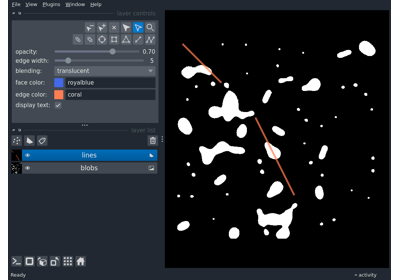 File View Plugins Window Help
layer controls
opacity: 0.70
edge width: 5
blending: translucent
face color: royalblue
edge color: coral
display text:
layer list
lines
blobs
Ready
activity